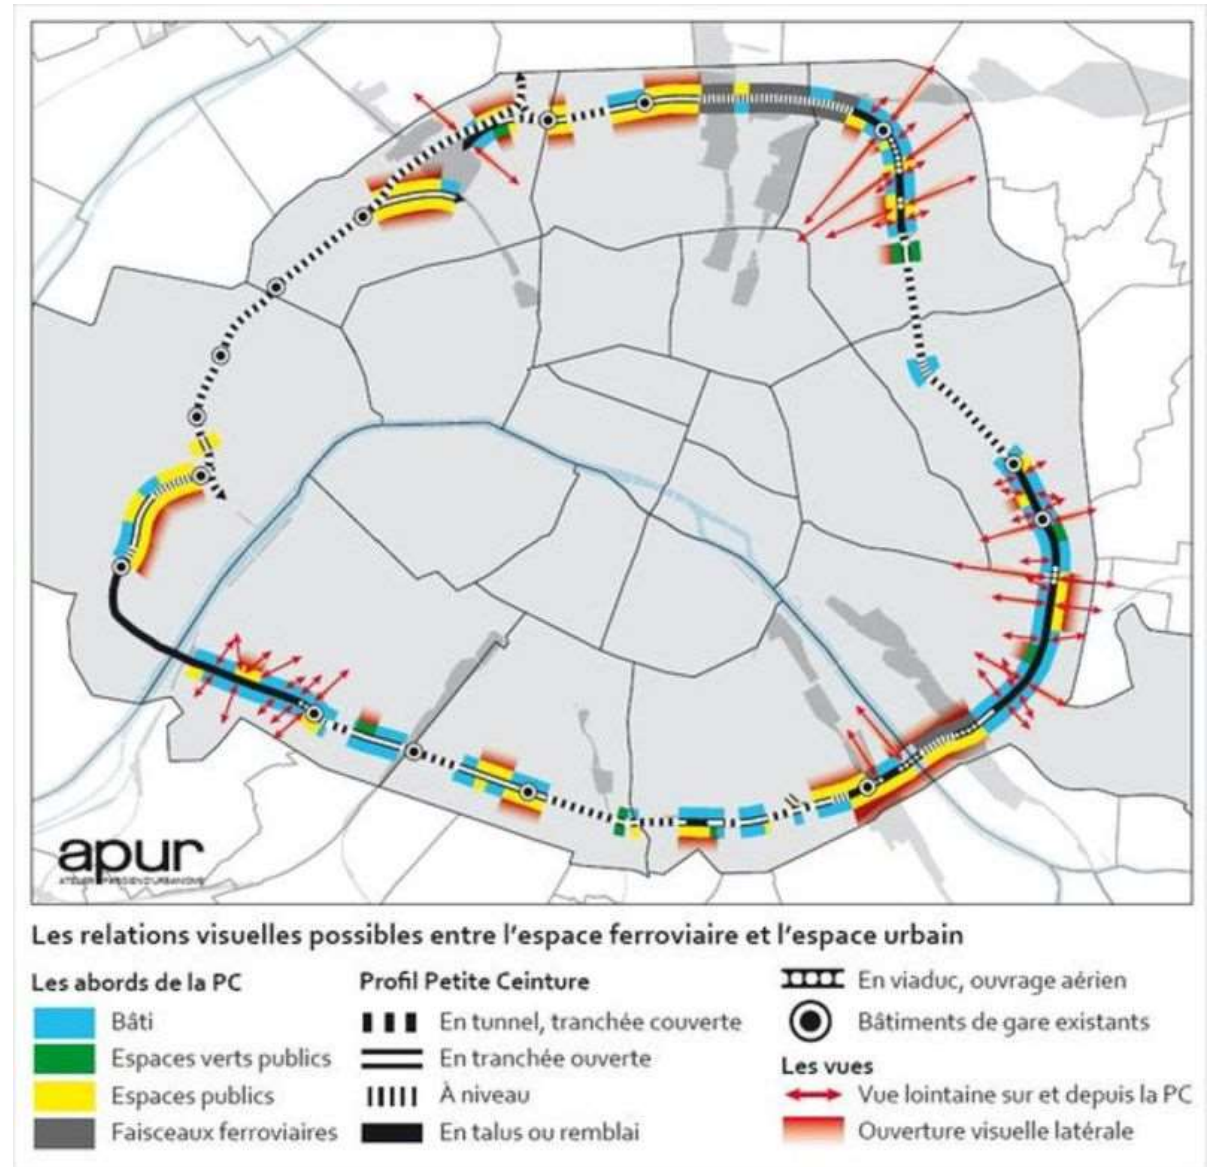 apur
Les relations visuelles possibles entre l'espace ferroviaire et l'espace urbain
Les abords de la PC
Bâti
Espaces verts publics
Espaces publics
Faisceaux ferroviaires
Profil Petite Ceinture
En tunnel, tranchée couverte
En tranchée ouverte
À niveau
En talus ou remblai
En viaduc, ouvrage aérien
Bâtiments de gare existants
Les vues
Vue lointaine sur et depuis la PC
Ouverture visuelle latérale